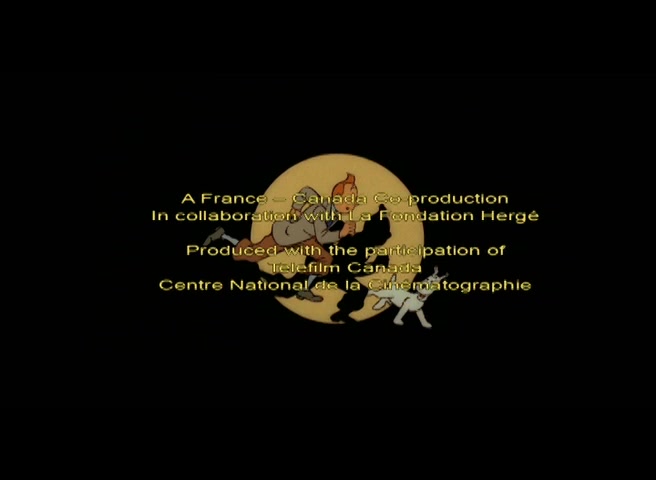 A France - Canada Co-production
In collaboration with La Fondation Hergé
Produced with the participation of
Telefilm Canada
Centre National de la Cinématographie